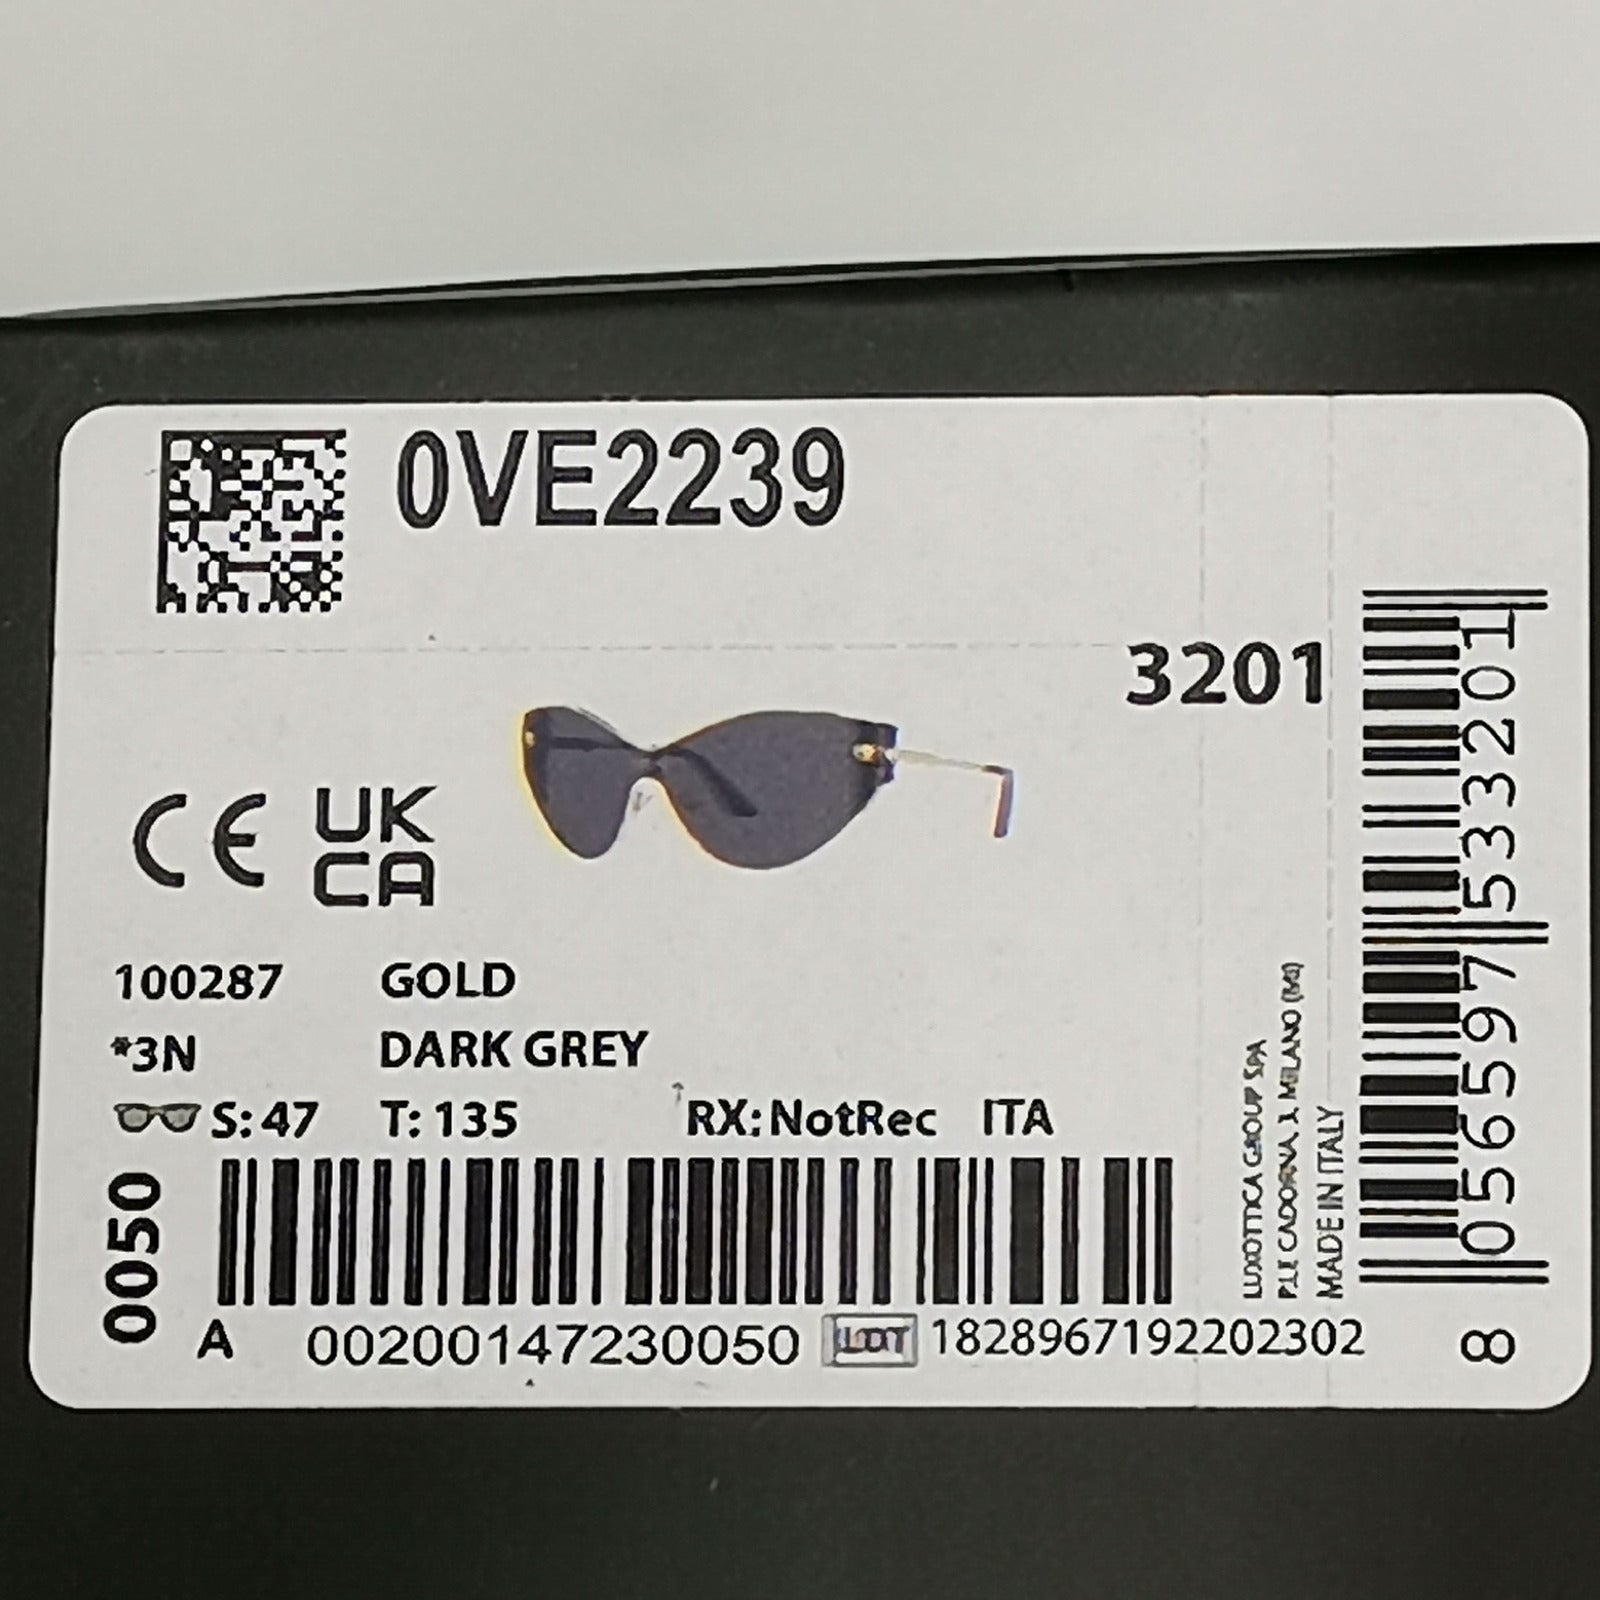 0VE2239
3201
CE UK
CA
100287 GOLD
*3N DARK GREY
S: 47 T: 135 RX: NotRec ITA
0050
A 00200147230050 LOT 1828967192202302
LUXOTTICA GROUP SPA
P.LE CADORNA, 3 MILANO (MI)
MADE IN ITALY
8 056597 533201